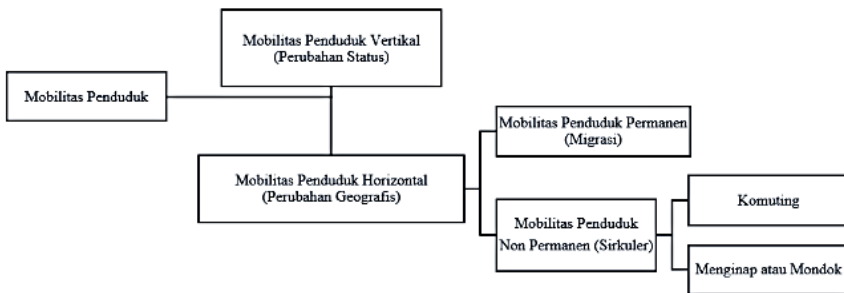 Mobilitas Penduduk
Mobilitas Penduduk Vertikal
(Perubahan Status)
Mobilitas Penduduk Horizontal
(Perubahan Geografis)
Mobilitas Penduduk Permanen
(Migrasi)
Mobilitas Penduduk
Non Permanen (Sirkuler)
Komuting
Menginap atau Mondok